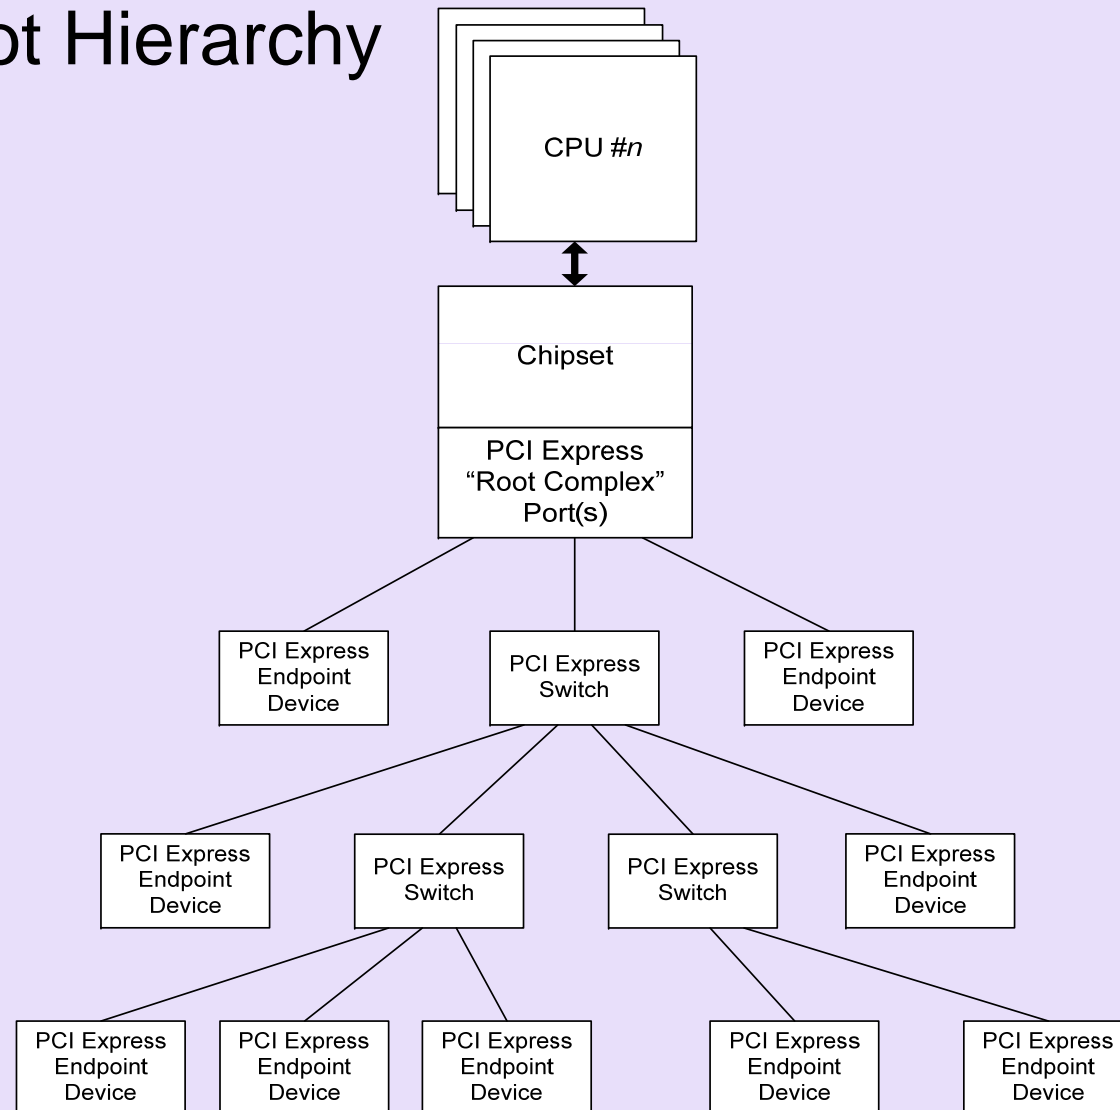 ot Hierarchy
CPU #n
Chipset
PCI Express
“Root Complex”
Port(s)
PCI Express
Endpoint
Device
PCI Express
Switch
PCI Express
Endpoint
Device
PCI Express
Endpoint
Device
PCI Express
Switch
PCI Express
Switch
PCI Express
Endpoint
Device
PCI Express
Endpoint
Device
PCI Express
Endpoint
Device
PCI Express
Endpoint
Device
PCI Express
Endpoint
Device
PCI Express
Endpoint
Device